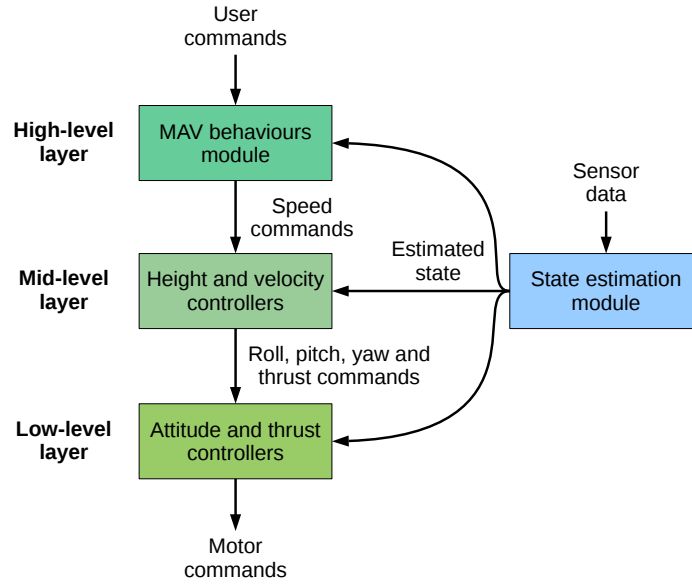 User
commands
High-level
layer
MAV behaviours
module
Sensor
data
Speed
commands
Estimated
state
Mid-level
layer
Height and velocity
controllers
State estimation
module
Roll, pitch, yaw and
thrust commands
Low-level
layer
Attitude and thrust
controllers
Motor
commands